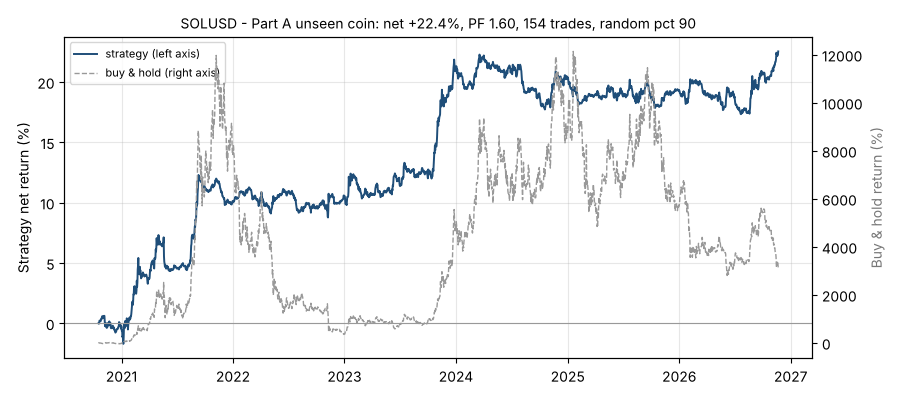 SOLUSD - Part A unseen coin: net +22.4%, PF 1.60, 154 trades, random pct 90
strategy (left axis)
buy & hold (right axis)
Strategy net return (%)
20
15
10
5
0
Buy & hold return (%)
12000
10000
8000
6000
4000
2000
0
2021 2022 2023 2024 2025 2026 2027